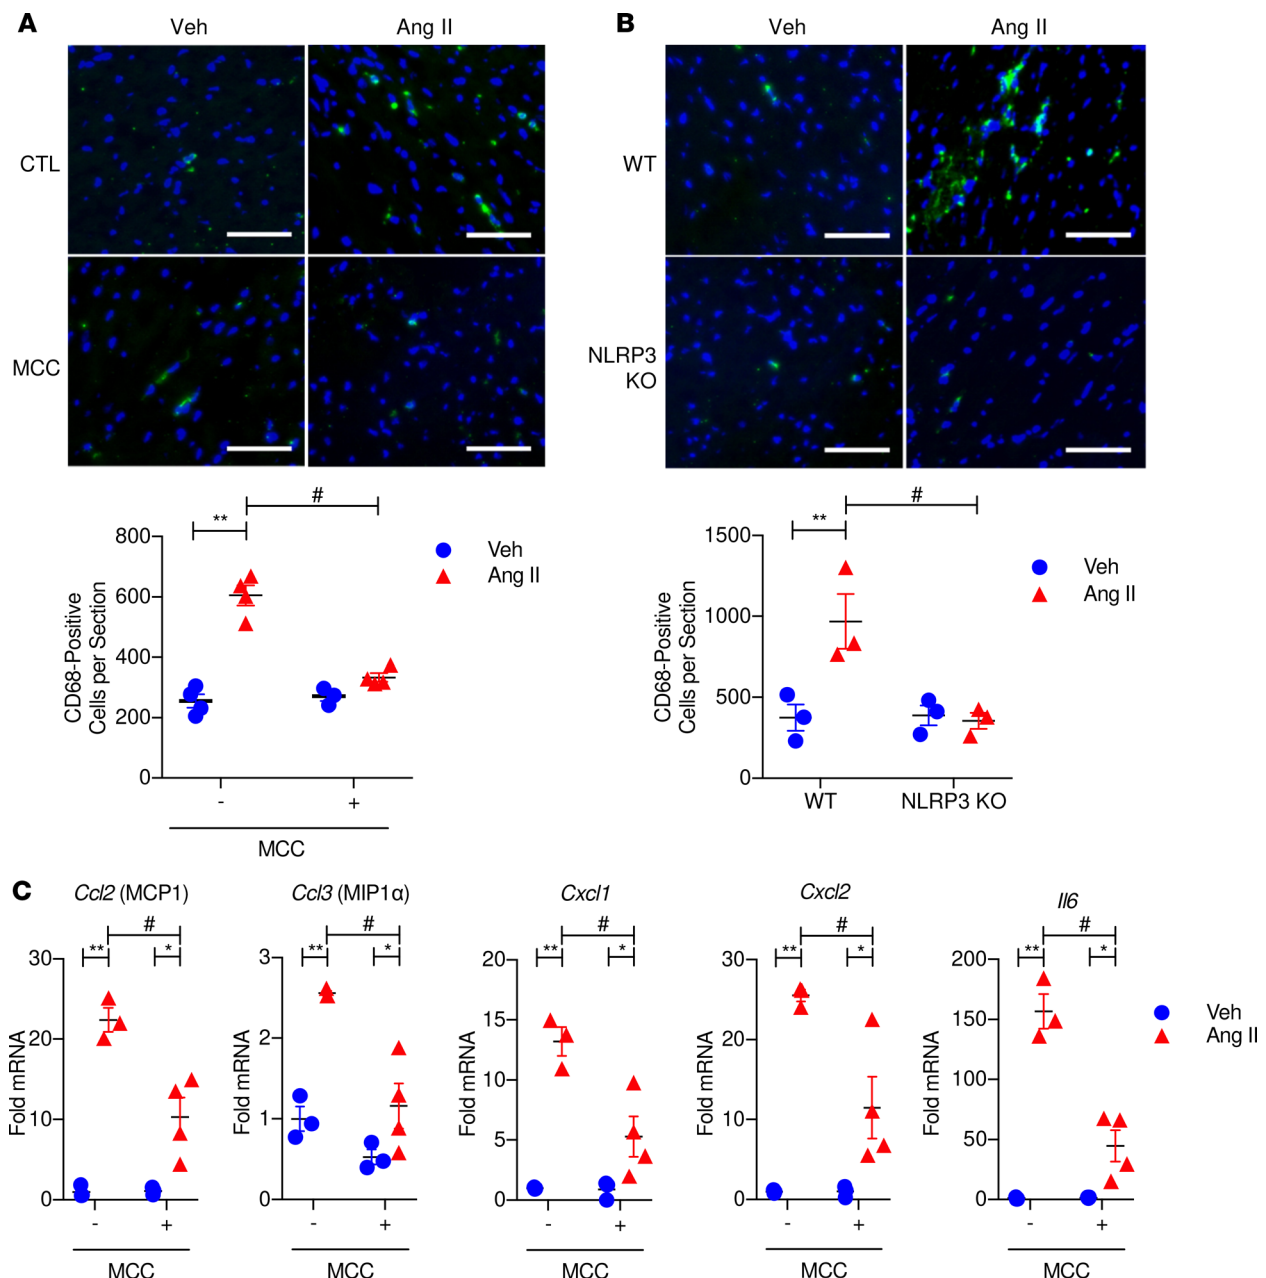 A
Veh
Ang II
CTL
MCC
#
**
800
600
400
200
0
CD68-Positive
Cells per Section
Veh
Ang II
-
+
MCC
B
Veh
Ang II
WT
NLRP3
KO
#
**
1500
1000
500
0
CD68-Positive
Cells per Section
Veh
Ang II
WT
NLRP3 KO
C
Ccl2 (MCP1)
#
**
*
30
20
10
0
Fold mRNA
-
+
MCC
Ccl3 (MIP1α)
#
**
*
3
2
1
0
Fold mRNA
-
+
MCC
Cxcl1
#
**
*
20
15
10
5
0
Fold mRNA
-
+
MCC
Cxcl2
#
**
*
30
20
10
0
Fold mRNA
-
+
MCC
Il6
#
**
*
200
150
100
50
0
Fold mRNA
-
+
MCC
Veh
Ang II